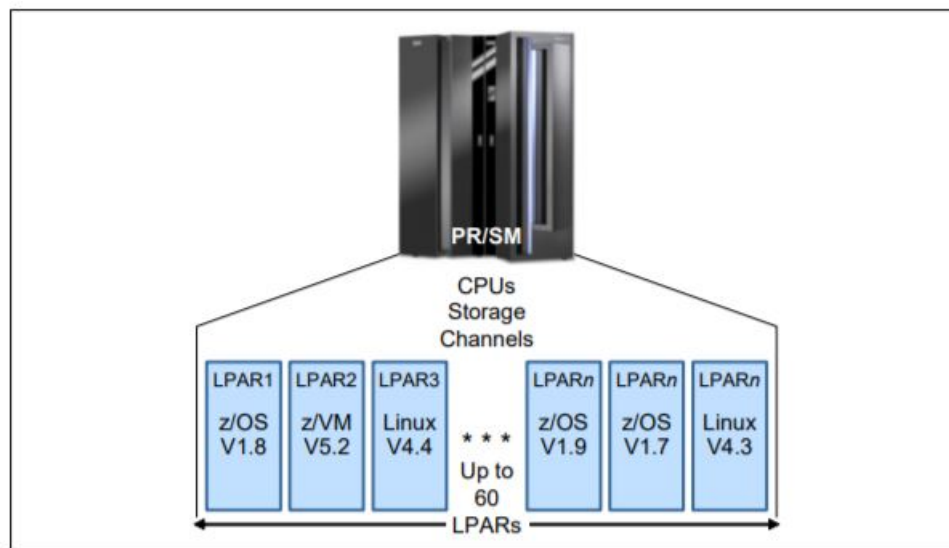 PR/SM
CPUs
Storage
Channels
LPAR1
z/OS
V1.8
LPAR2
z/VM
V5.2
LPAR3
Linux
V4.4
* * *
Up to
60
LPARs
LPARn
z/OS
V1.9
LPARn
z/OS
V1.7
LPARn
Linux
V4.3